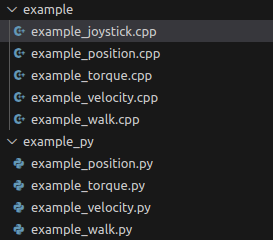 example
example_joystick.cpp
example_position.cpp
example_torque.cpp
example_velocity.cpp
example_walk.cpp
example_py
example_position.py
example_torque.py
example_velocity.py
example_walk.py